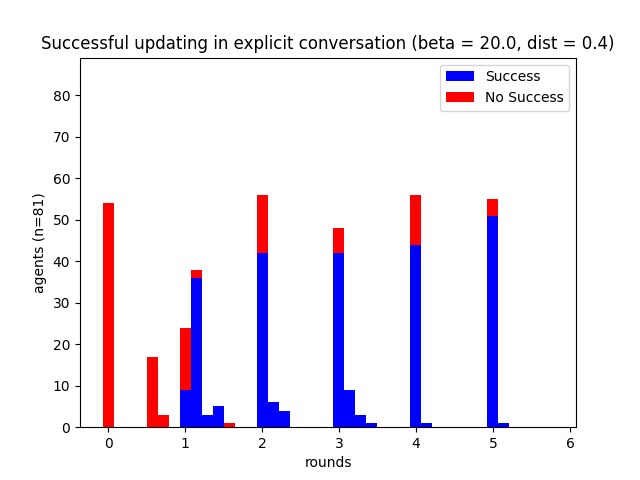 Successful updating in explicit conversation (beta = 20.0, dist = 0.4)
Success
No Success
agents (n=81)
80
70
60
50
40
30
20
10
0
0 1 2 3 4 5 6
rounds